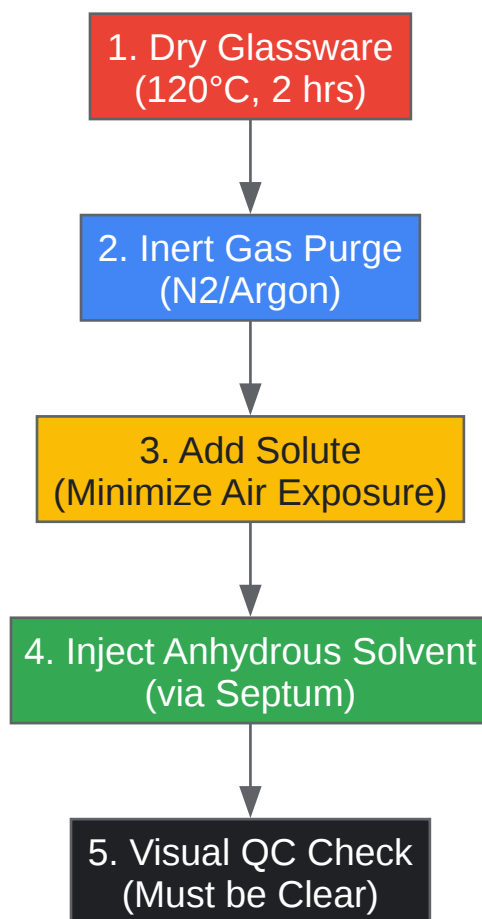 1. Dry Glassware
(120°C, 2 hrs)
2. Inert Gas Purge
(N2/Argon)
3. Add Solute
(Minimize Air Exposure)
4. Inject Anhydrous Solvent
(via Septum)
5. Visual QC Check
(Must be Clear)